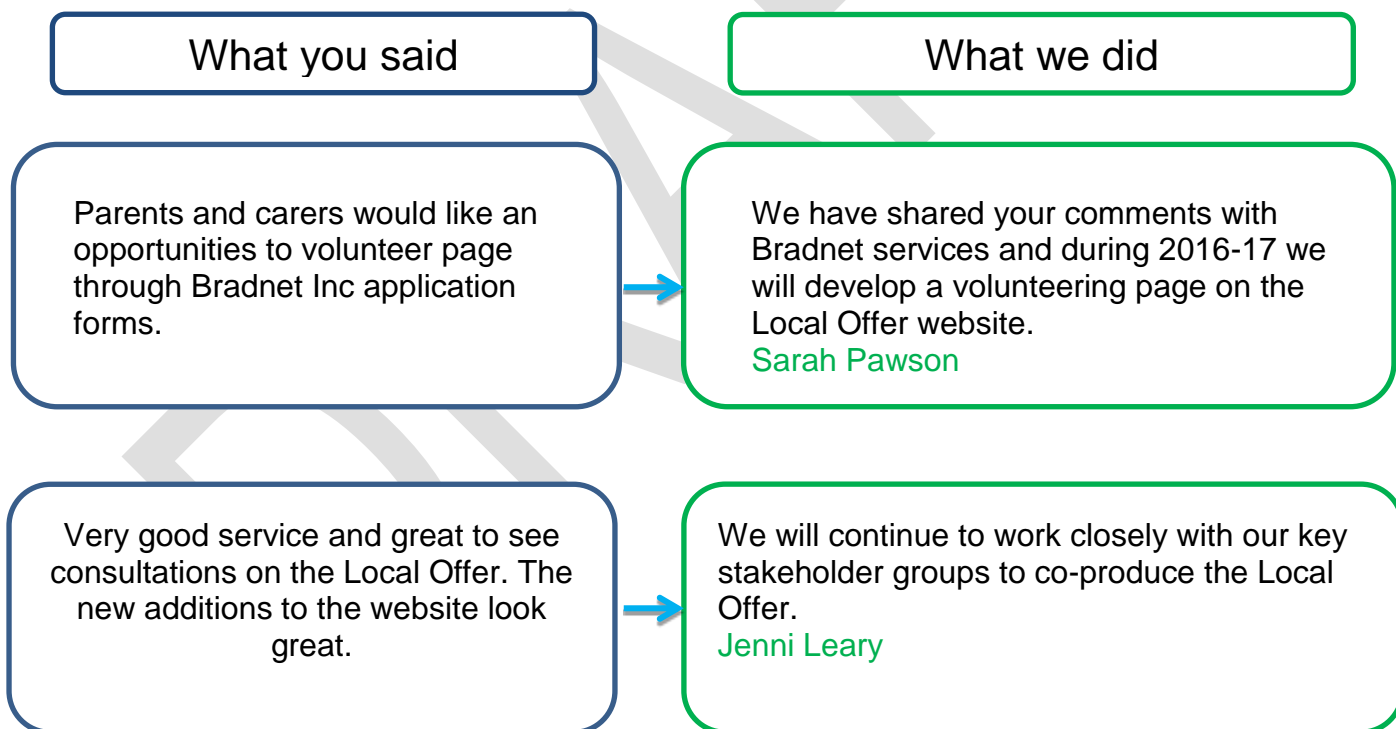 What you said
What we did
Parents and carers would like an
opportunities to volunteer page
through Bradnet Inc application
forms.
We have shared your comments with
Bradnet services and during 2016-17 we
will develop a volunteering page on the
Local Offer website.
Sarah Pawson
Very good service and great to see
consultations on the Local Offer. The
new additions to the website look
great.
We will continue to work closely with our key
stakeholder groups to co-produce the Local
Offer.
Jenni Leary